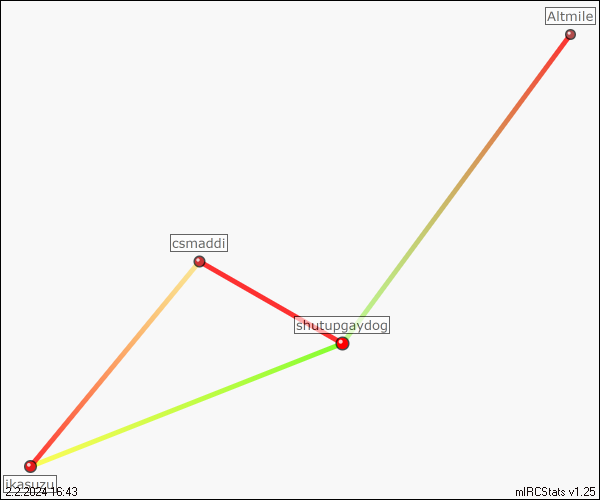 Altmile
csmaddi
shutupgaydog
ikasuzu
2.2.2024 16:43
mIRCStats v1.25